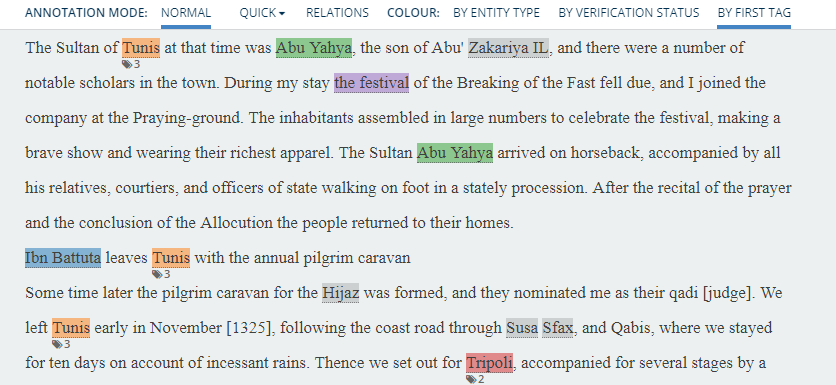 ANNOTATION MODE: NORMAL QUICK RELATIONS COLOUR: BY ENTITY TYPE BY VERIFICATION STATUS BY FIRST TAG
The Sultan of Tunis at that time was Abu Yahya, the son of Abu' Zakariya IL, and there were a number of
3
notable scholars in the town. During my stay the festival of the Breaking of the Fast fell due, and I joined the
company at the Praying-ground. The inhabitants assembled in large numbers to celebrate the festival, making a
brave show and wearing their richest apparel. The Sultan Abu Yahya arrived on horseback, accompanied by all
his relatives, courtiers, and officers of state walking on foot in a stately procession. After the recital of the prayer
and the conclusion of the Allocution the people returned to their homes.
Ibn Battuta leaves Tunis with the annual pilgrim caravan
3
Some time later the pilgrim caravan for the Hijaz was formed, and they nominated me as their qadi [judge]. We
left Tunis early in November [1325], following the coast road through Susa Sfax, and Qabis, where we stayed
3
for ten days on account of incessant rains. Thence we set out for Tripoli, accompanied for several stages by a
2